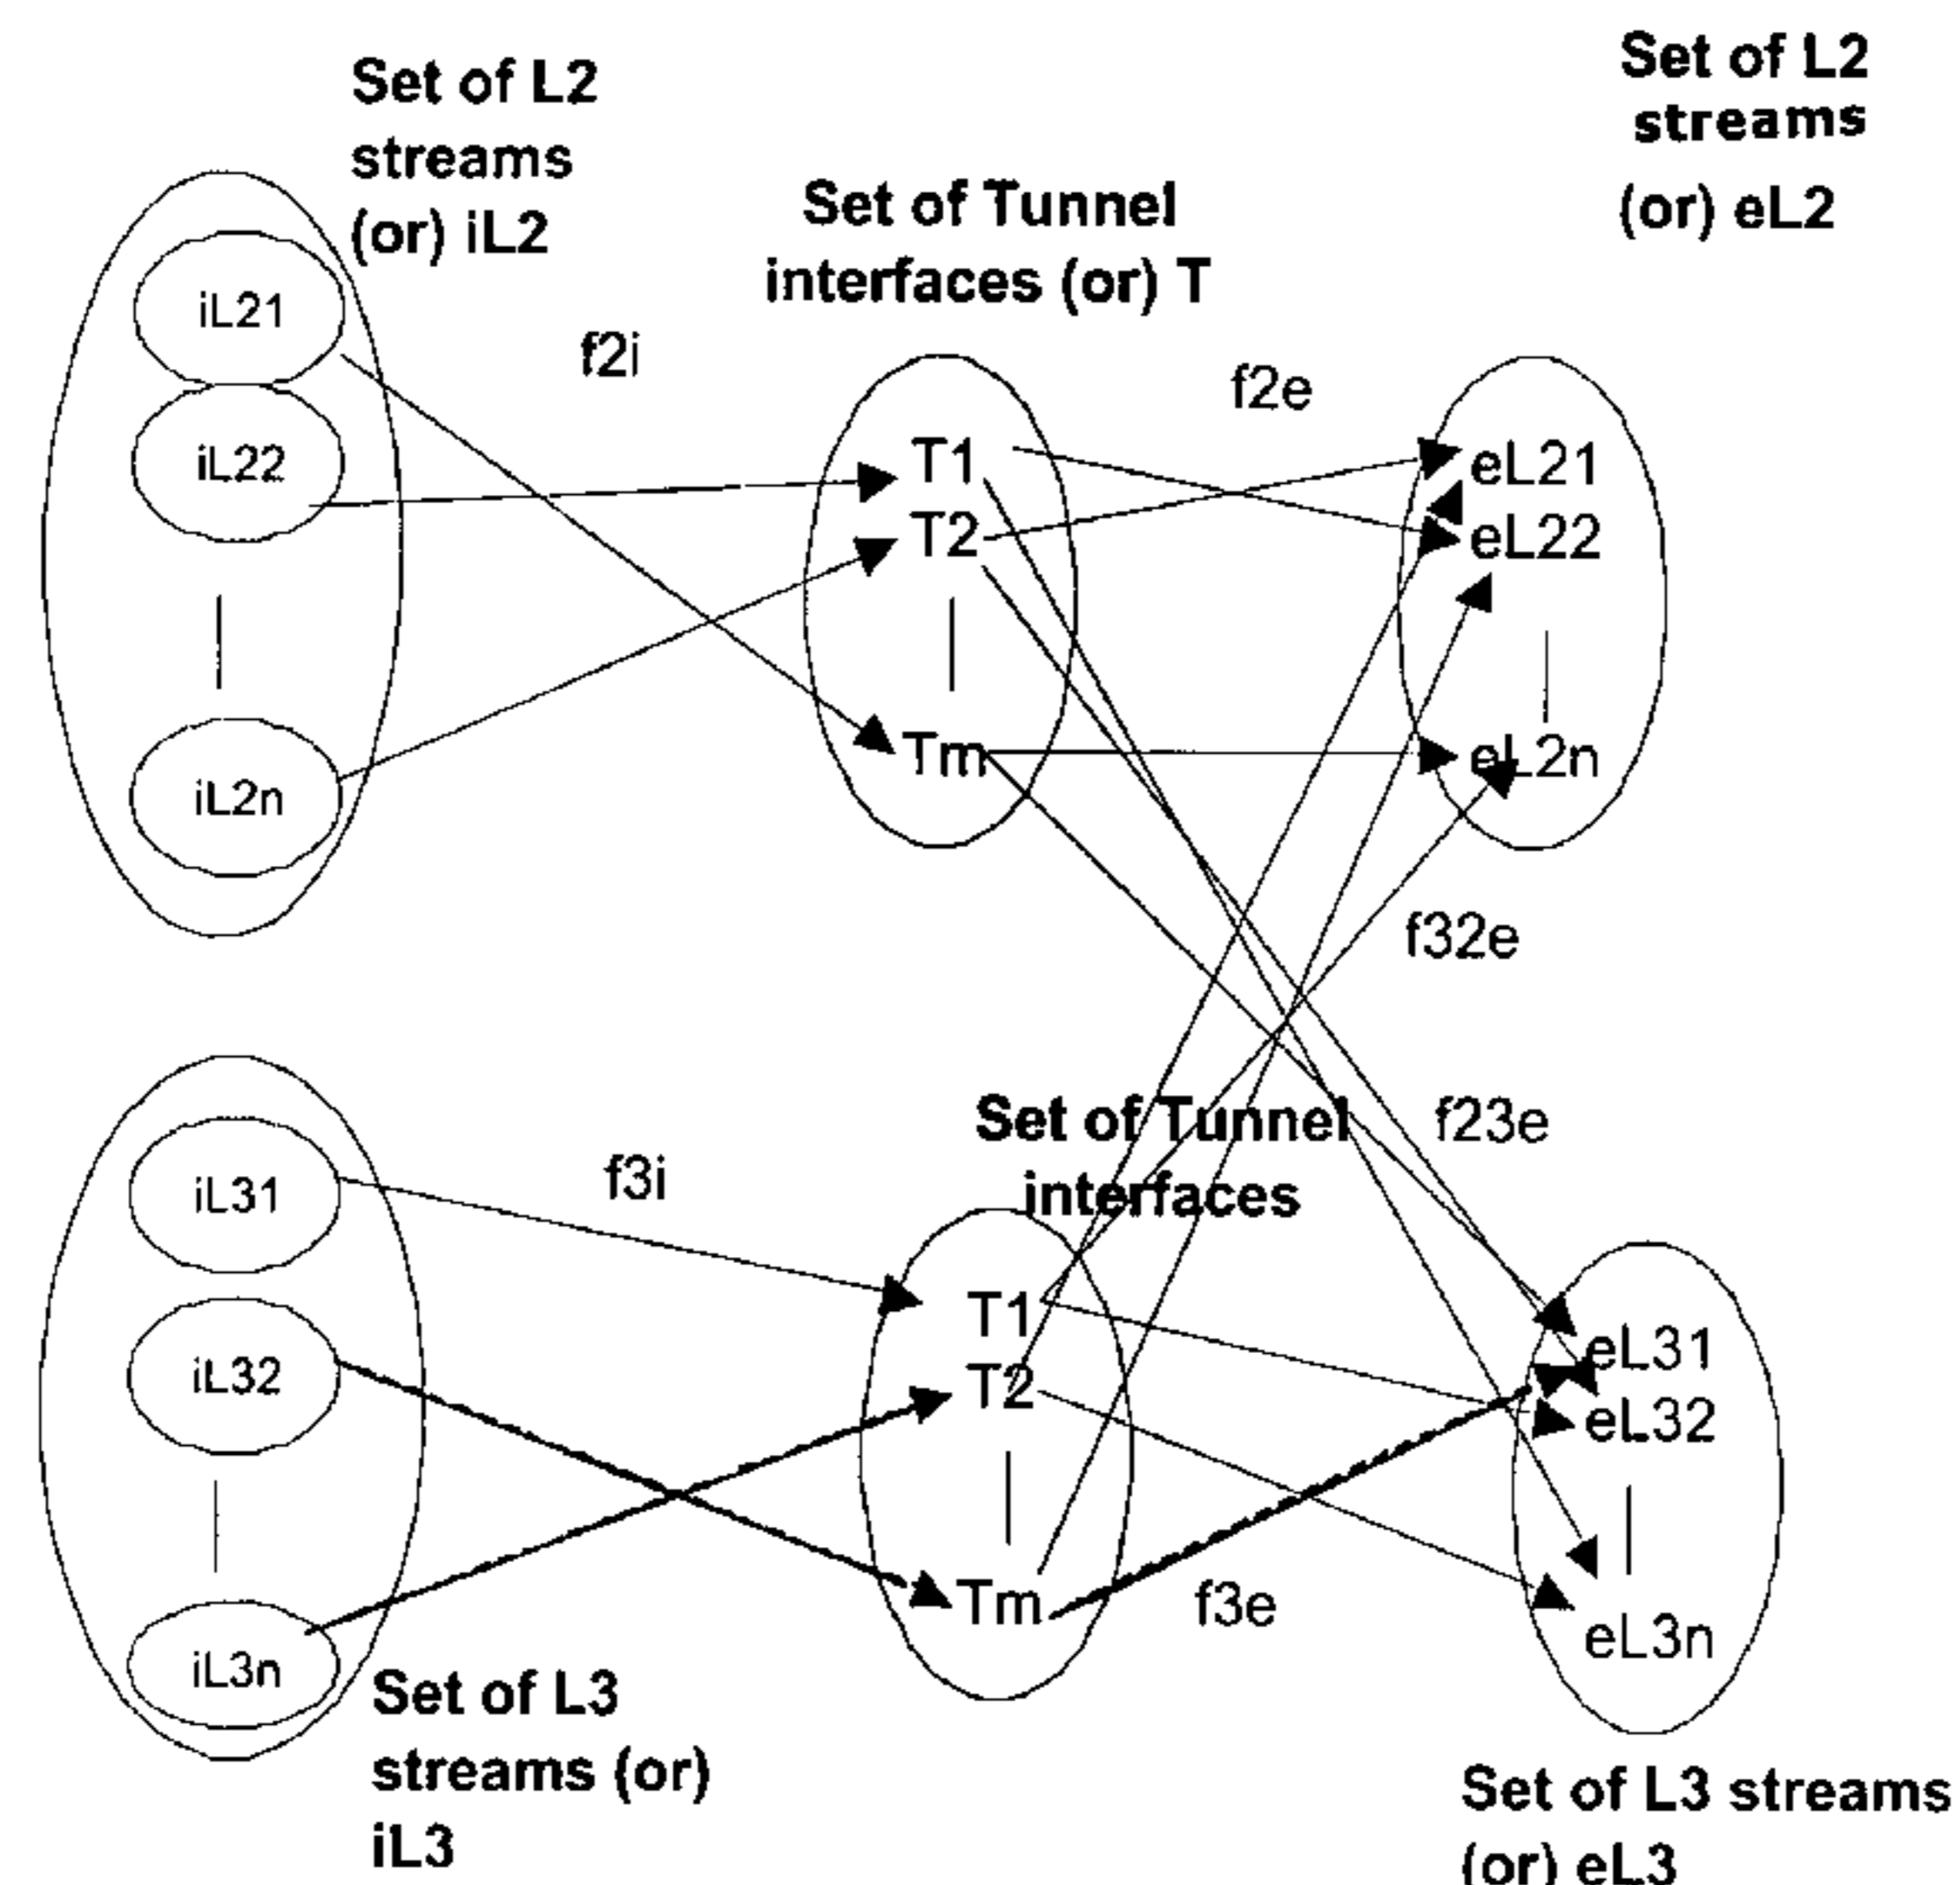 Set of L2
streams
(or) iL2
iL21
iL22
iL2n
f2i
Set of Tunnel
interfaces (or) T
T1
T2
Tm
f2e
Set of L2
streams
(or) eL2
eL21
eL22
eL2n
f32e
f23e
iL31
iL32
iL3n
f3i
Set of L3
streams (or)
iL3
Set of Tunnel
interfaces
T1
T2
Tm
f3e
eL31
eL32
eL3n
Set of L3 streams
(or) eL3